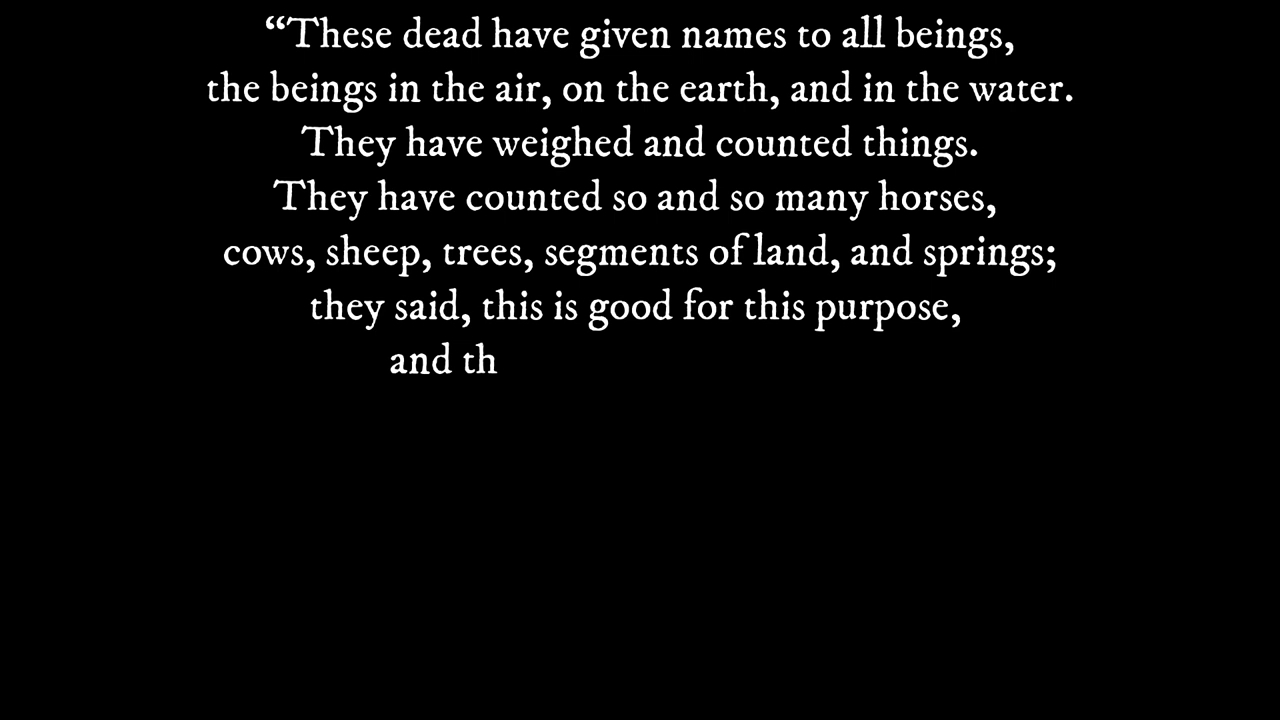 “These dead have given names to all beings,
the beings in the air, on the earth, and in the water.
They have weighed and counted things.
They have counted so and so many horses,
cows, sheep, trees, segments of land, and springs;
they said, this is good for this purpose,
and th